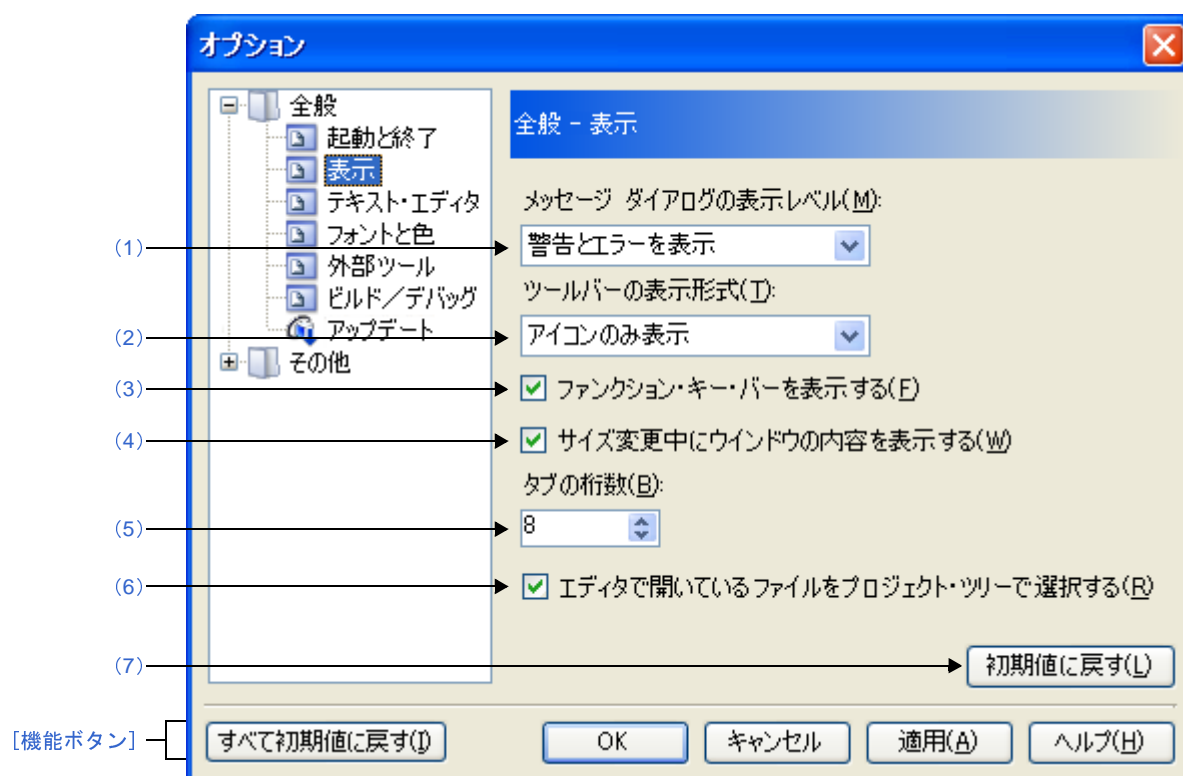 オプション
全般
起動と終了
表示
テキスト・エディタ
フォントと色
外部ツール
ビルド／デバッグ
アップデート
その他
全般 - 表示
メッセージ ダイアログの表示レベル(M):
(1)
警告とエラーを表示
ツールバーの表示形式(T):
(2)
アイコンのみ表示
(3)
ファンクション・キー・バーを表示する(F)
(4)
サイズ変更中にウインドウの内容を表示する(W)
タブの桁数(B):
(5)
8
(6)
エディタで開いているファイルをプロジェクト・ツリーで選択する(R)
(7)
初期値に戻す(L)
[機能ボタン]
すべて初期値に戻す(I)
OK
キャンセル
適用(A)
ヘルプ(H)